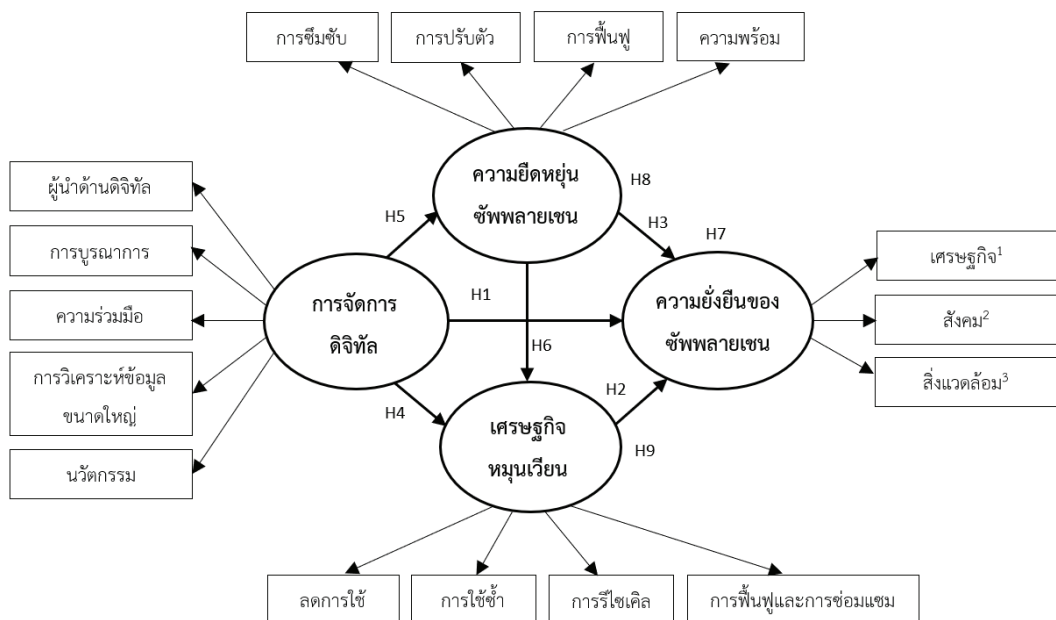 การซึมซับ
การปรับตัว
การฟื้นฟู
ความพร้อม
ความยืดหยุ่น
ซัพพลายเชน
H8
H5
H3
H7
ผู้นำด้านดิจิทัล
การบูรณาการ
ความร่วมมือ
การวิเคราะห์ข้อมูล
ขนาดใหญ่
นวัตกรรม
การจัดการ
ดิจิทัล
H1
ความยั่งยืนของ
ซัพพลายเชน
เศรษฐกิจ¹
สังคม²
สิ่งแวดล้อม³
H6
H4
H2
H9
เศรษฐกิจ
หมุนเวียน
ลดการใช้
การใช้ซ้ำ
การรีไซเคิล
การฟื้นฟูและการซ่อมแซม